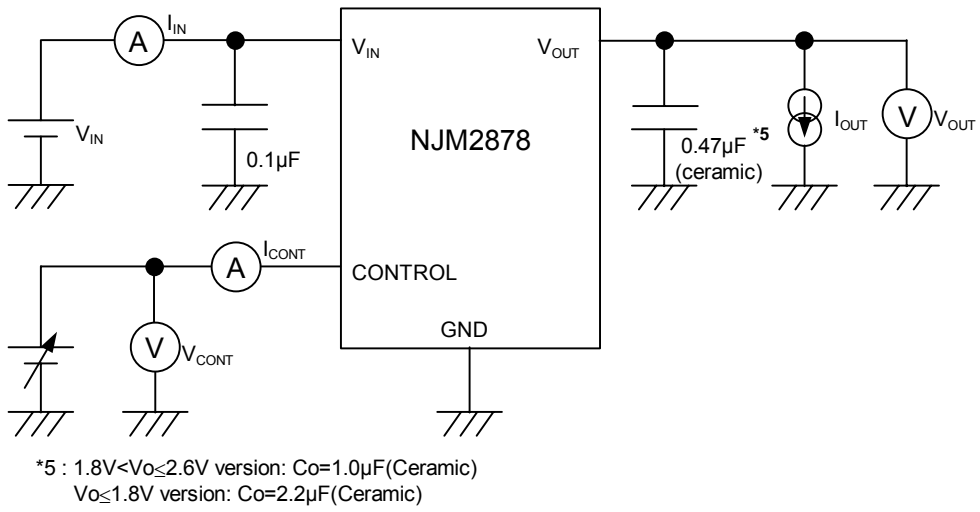 A I_IN
V_IN V_OUT
V_IN
0.1µF
NJM2878
0.47µF *5
(ceramic)
I_OUT
V V_OUT
A I_CONT
CONTROL
V V_CONT
GND
*5 : 1.8V<Vo≤2.6V version: Co=1.0µF(Ceramic)
Vo≤1.8V version: Co=2.2µF(Ceramic)